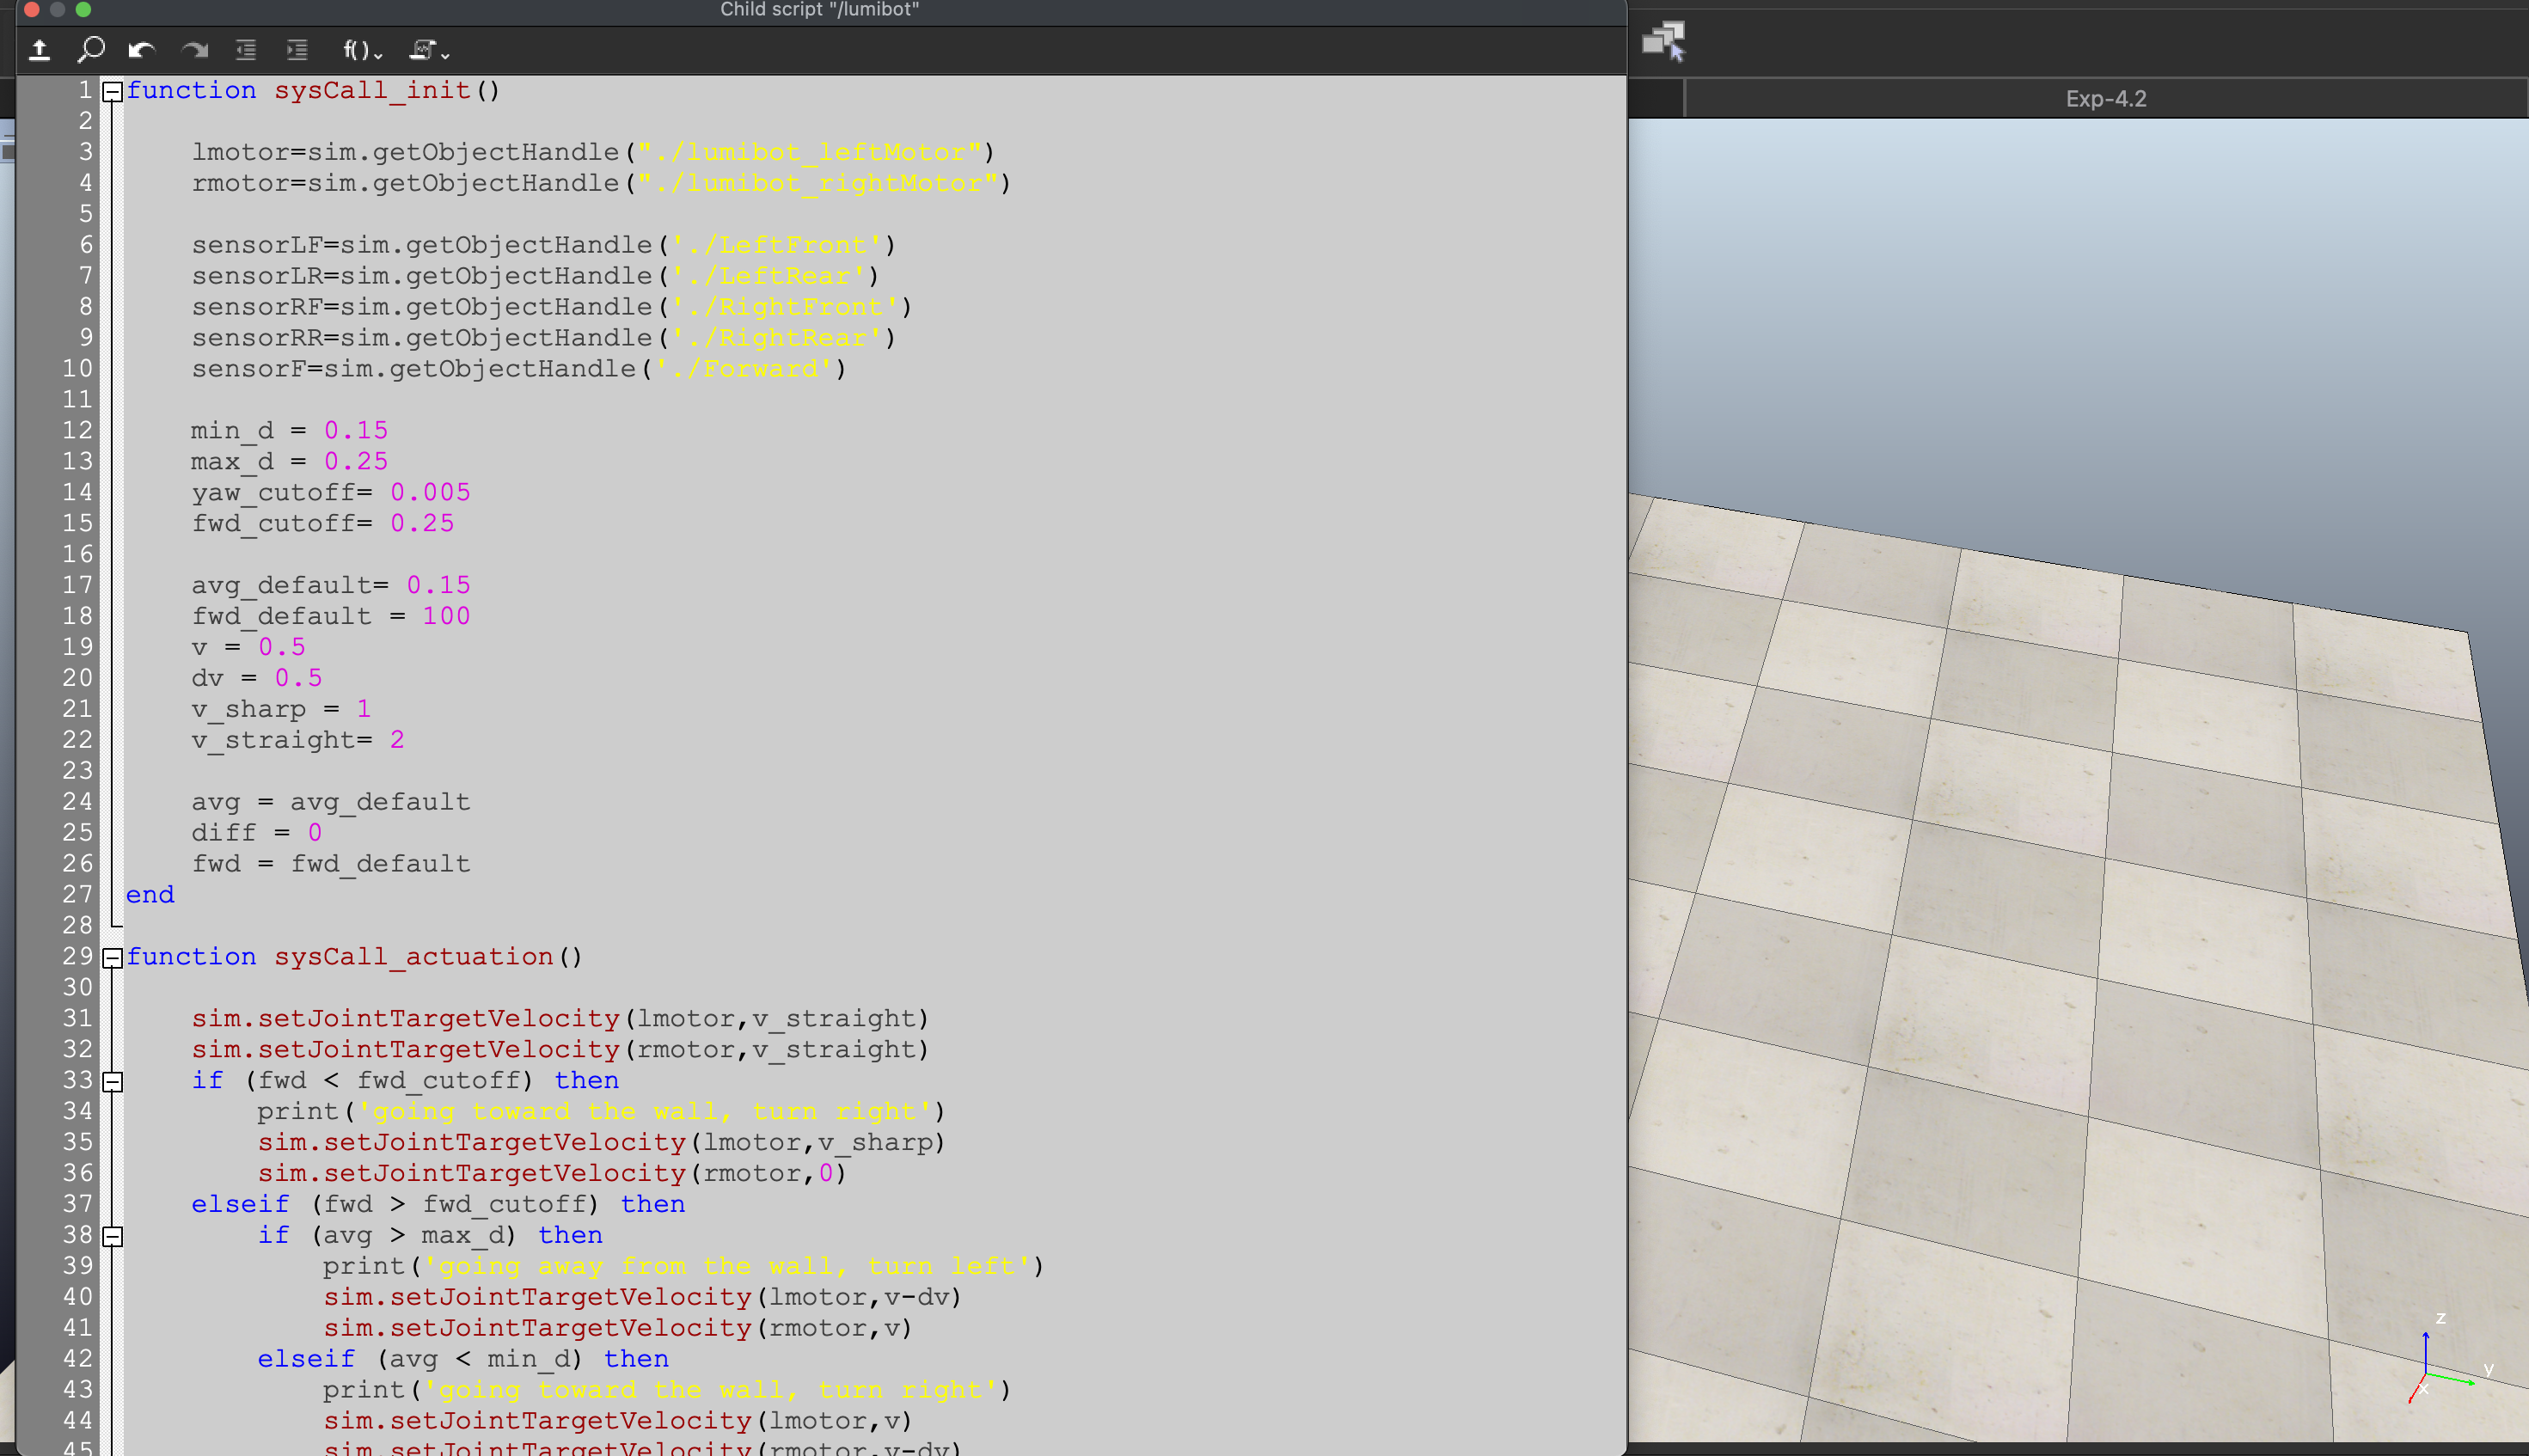 Child script "/lumibot"
f()
Exp-4.2
1 function sysCall_init()
2
3 lmotor=sim.getObjectHandle("./lumibot_leftMotor")
4 rmotor=sim.getObjectHandle("./lumibot_rightMotor")
5
6 sensorLF=sim.getObjectHandle('./LeftFront')
7 sensorLR=sim.getObjectHandle('./LeftRear')
8 sensorRF=sim.getObjectHandle('./RightFront')
9 sensorRR=sim.getObjectHandle('./RightRear')
10 sensorF=sim.getObjectHandle('./Forward')
11
12 min_d = 0.15
13 max_d = 0.25
14 yaw_cutoff= 0.005
15 fwd_cutoff= 0.25
16
17 avg_default= 0.15
18 fwd_default = 100
19 v = 0.5
20 dv = 0.5
21 v_sharp = 1
22 v_straight= 2
23
24 avg = avg_default
25 diff = 0
26 fwd = fwd_default
27 end
28
29 function sysCall_actuation()
30
31 sim.setJointTargetVelocity(lmotor,v_straight)
32 sim.setJointTargetVelocity(rmotor,v_straight)
33 if (fwd < fwd_cutoff) then
34 print('going toward the wall, turn right')
35 sim.setJointTargetVelocity(lmotor,v_sharp)
36 sim.setJointTargetVelocity(rmotor,0)
37 elseif (fwd > fwd_cutoff) then
38 if (avg > max_d) then
39 print('going away from the wall, turn left')
40 sim.setJointTargetVelocity(lmotor,v-dv)
41 sim.setJointTargetVelocity(rmotor,v)
42 elseif (avg < min_d) then
43 print('going toward the wall, turn right')
44 sim.setJointTargetVelocity(lmotor,v)
45 sim.setJointTargetVelocity(rmotor,v-dv)
z
y
x